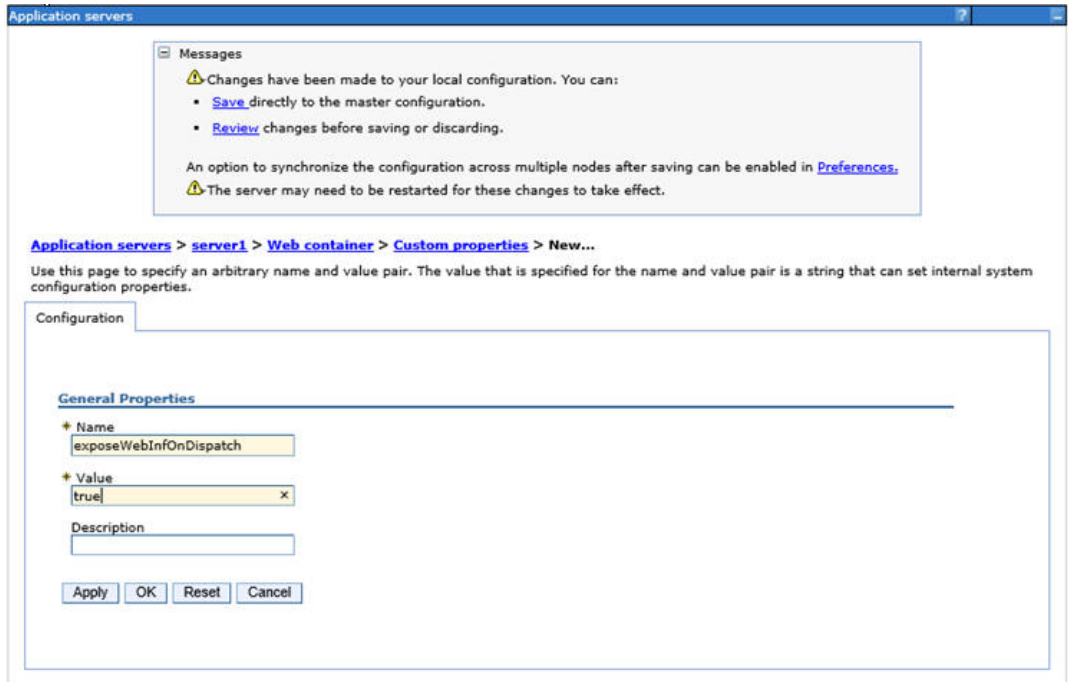 Application servers ? –
Messages
Changes have been made to your local configuration. You can:
▪ Save directly to the master configuration.
▪ Review changes before saving or discarding.
An option to synchronize the configuration across multiple nodes after saving can be enabled in Preferences.
The server may need to be restarted for these changes to take effect.
Application servers > server1 > Web container > Custom properties > New...
Use this page to specify an arbitrary name and value pair. The value that is specified for the name and value pair is a string that can set internal system
configuration properties.
Configuration
General Properties
Name
exposeWebInfOnDispatch
Value
true ×
Description
Apply OK Reset Cancel